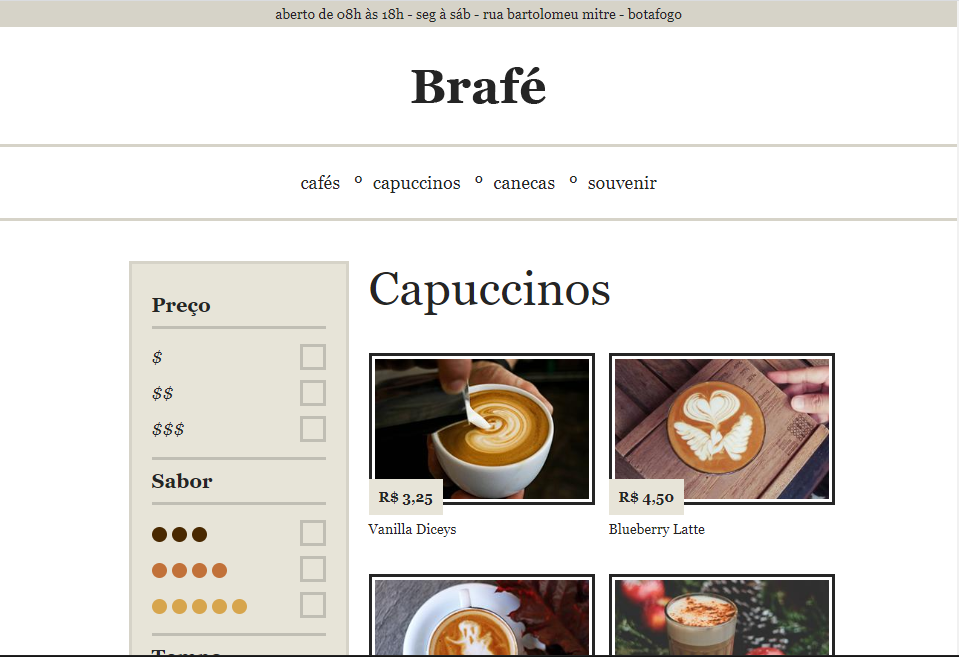 aberto de 08h às 18h - seg à sáb - rua bartolomeu mitre - botafogo
Brafé
cafés º capuccinos º canecas º souvenir
Preço
$
$$
$$$
Sabor
Capuccinos
R$ 3,25
Vanilla Diceys
R$ 4,50
Blueberry Latte